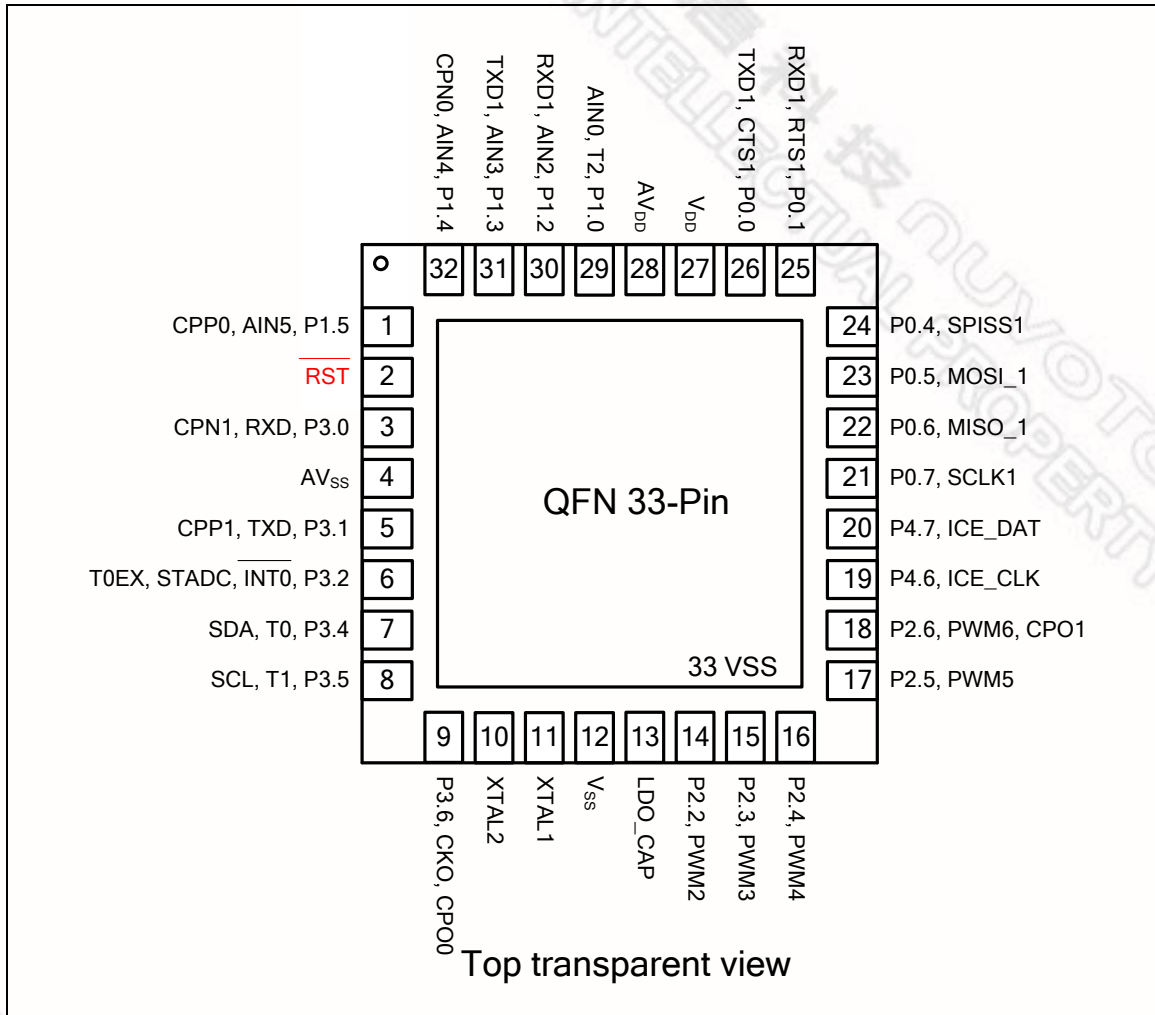 CPN0, AIN4, P1.4
TXD1, AIN3, P1.3
RXD1, AIN2, P1.2
AIN0, T2, P1.0
AVDD
VDD
TXD1, CTS1, P0.0
RXD1, RTS1, P0.1
32 31 30 29 28 27 26 25
CPP0, AIN5, P1.5 1
RST 2
CPN1, RXD, P3.0 3
AVSS 4
CPP1, TXD, P3.1 5
T0EX, STADC, INT0, P3.2 6
SDA, T0, P3.4 7
SCL, T1, P3.5 8
QFN 33-Pin
33 VSS
24 P0.4, SPISS1
23 P0.5, MOSI_1
22 P0.6, MISO_1
21 P0.7, SCLK1
20 P4.7, ICE_DAT
19 P4.6, ICE_CLK
18 P2.6, PWM6, CPO1
17 P2.5, PWM5
9 10 11 12 13 14 15 16
P3.6, CKO, CPO0
XTAL2
XTAL1
VSS
LDO_CAP
P2.2, PWM2
P2.3, PWM3
P2.4, PWM4
Top transparent view
科技 nuvoTo
INTELLECTUAL PROPERTY